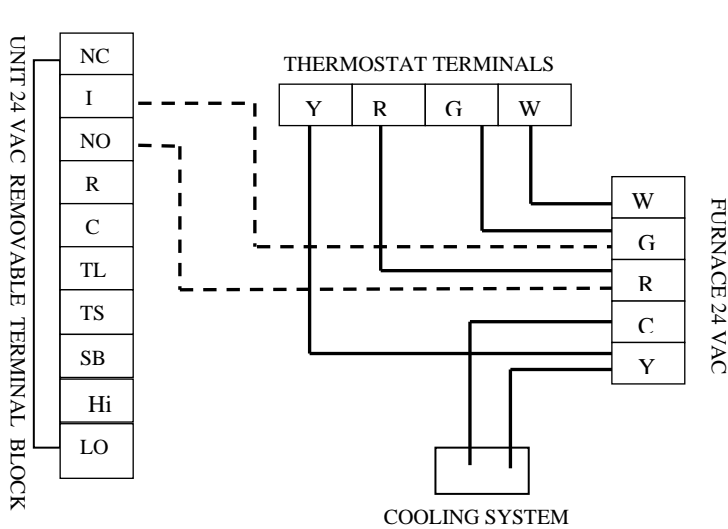 UNIT 24 VAC REMOVABLE TERMINAL BLOCK
NC
I
NO
R
C
TL
TS
SB
Hi
LO
THERMOSTAT TERMINALS
Y R G W
W
G
R
C
Y
FURNACE 24 VAC
COOLING SYSTEM